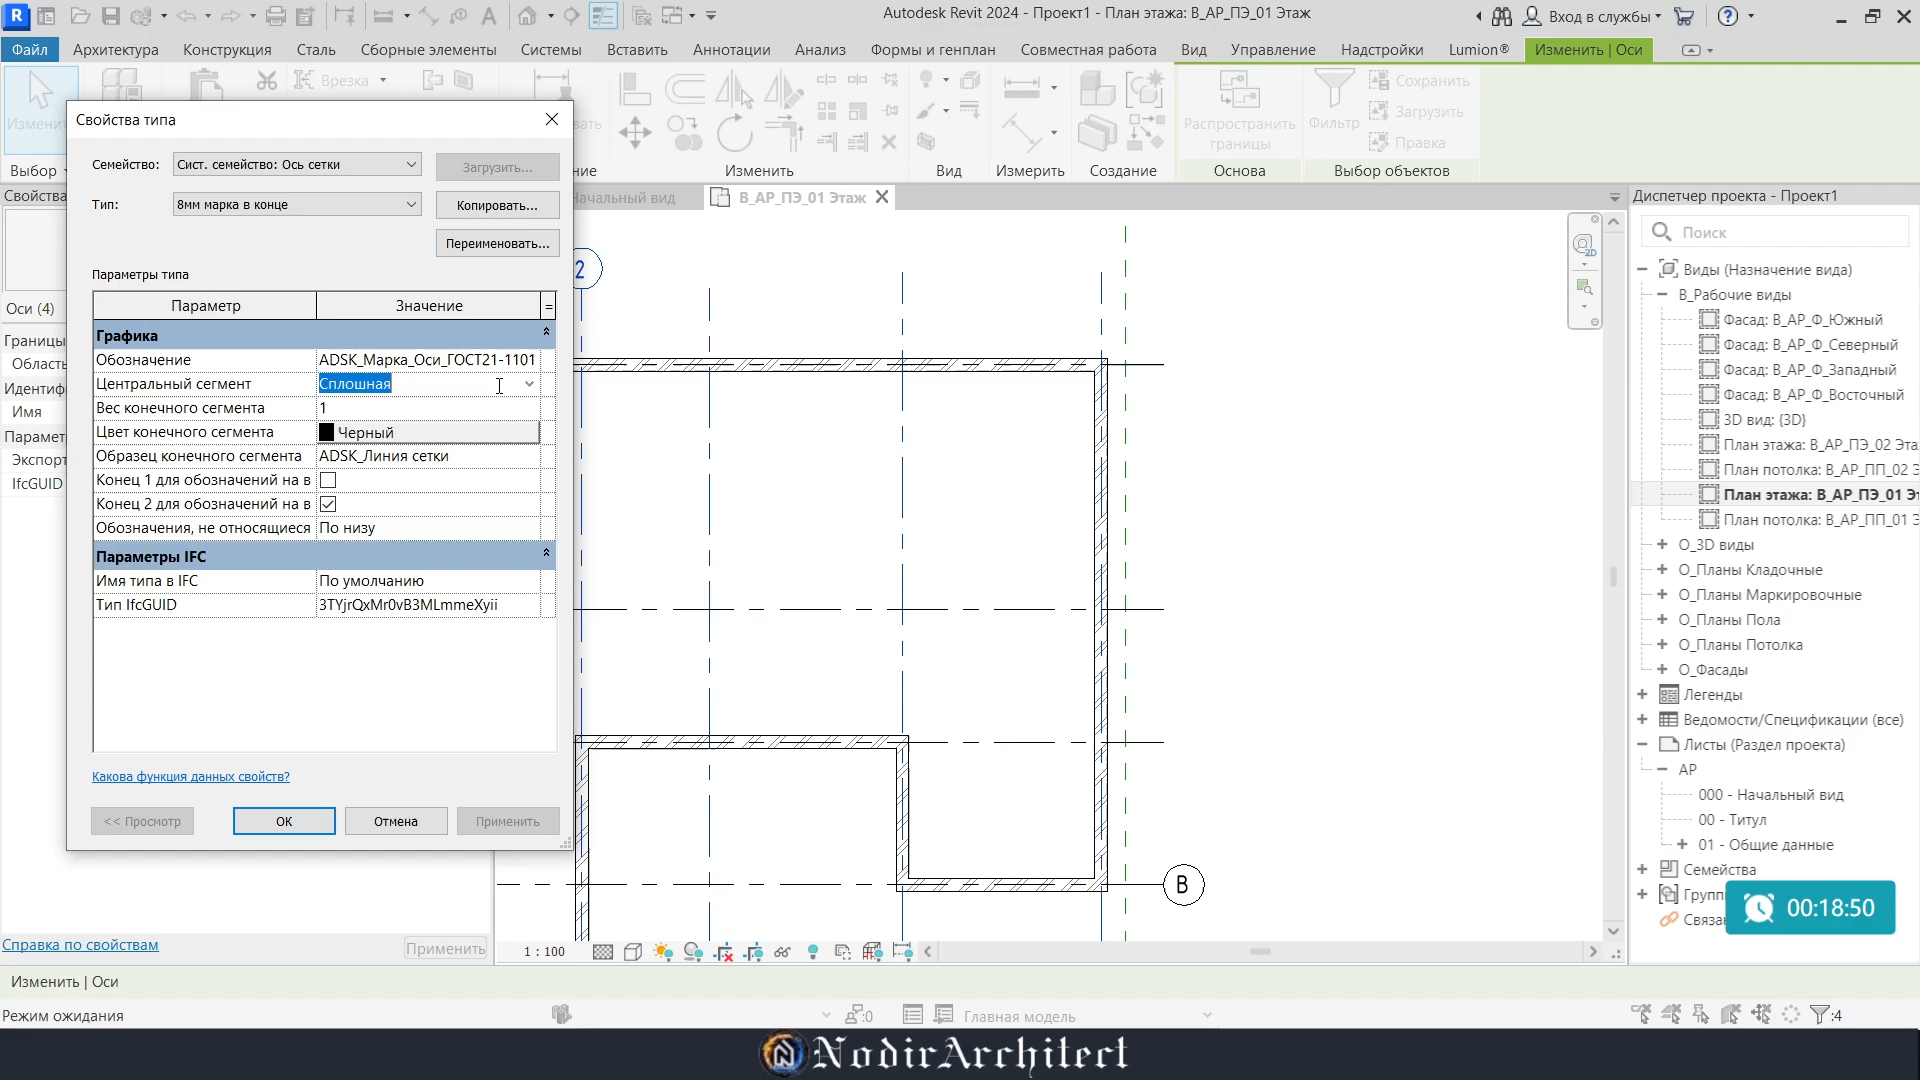 Autodesk Revit 2024 - Проект1 - План этажа: В_АР_ПЭ_01 Этаж
Вход в службы
Файл Архитектура Конструкция Сталь Сборные элементы Системы Вставить Аннотации Анализ Формы и генплан Совместная работа Вид Управление Надстройки Lumion® Изменить | Оси
Врезка
Распространить границы
Фильтр
Сохранить
Загрузить
Правка
Выбор
Изменить
Вид
Измерить
Создание
Основа
Выбор объектов
Свойства типа
Семейство: Сист. семейство: Ось сетки Загрузить...
Тип: 8мм марка в конце Копировать...
Переименовать...
Параметры типа
Параметр Значение =
Графика
Обозначение ADSK_Марка_Оси_ГОСТ21-1101
Центральный сегмент Сплошная
Вес конечного сегмента 1
Цвет конечного сегмента Черный
Образец конечного сегмента ADSK_Линия сетки
Конец 1 для обозначений на в
Конец 2 для обозначений на в
Обозначения, не относящиеся По низу
Параметры IFC
Имя типа в IFC По умолчанию
Тип IfcGUID 3TYjrQxMr0vB3MLmmeXyii
Какова функция данных свойств?
<< Просмотр ОК Отмена Применить
Свойства
Оси (4)
Границы
Область
Имя
IfcGUID
Справка по свойствам Применить
Начальный вид В_АР_ПЭ_01 Этаж
2
В
1 : 100
Диспетчер проекта - Проект1
Поиск
Виды (Назначение вида)
В_Рабочие виды
Фасад: В_АР_Ф_Южный
Фасад: В_АР_Ф_Северный
Фасад: В_АР_Ф_Западный
Фасад: В_АР_Ф_Восточный
3D вид: {3D}
План этажа: В_АР_ПЭ_02 Эта
План потолка: В_АР_ПП_02 Э
План этажа: В_АР_ПЭ_01 Эт
План потолка: В_АР_ПП_01 Э
О_3D виды
О_Планы Кладочные
О_Планы Маркировочные
О_Планы Пола
О_Планы Потолка
О_Фасады
Легенды
Ведомости/Спецификации (все)
Листы (Раздел проекта)
АР
000 - Начальный вид
00 - Титул
01 - Общие данные
Семейства
Групп
Связа
00:18:50
Изменить | Оси
Режим ожидания
:0
Главная модель
:4
NodirArchitect